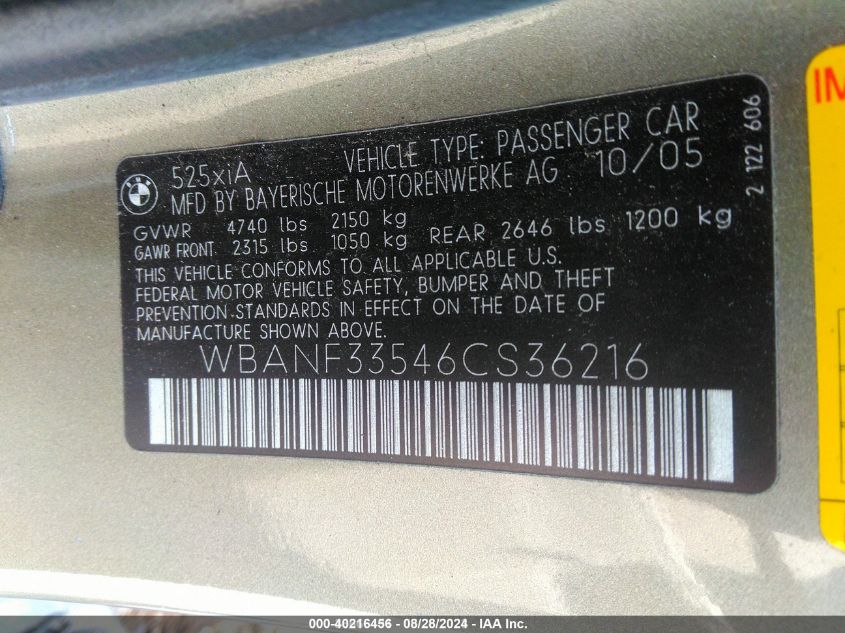 525xiA VEHICLE TYPE: PASSENGER CAR
MFD BY BAYERISCHE MOTORENWERKE AG 10/05
GVWR 4740 lbs 2150 kg
GAWR FRONT 2315 lbs 1050 kg REAR 2646 lbs 1200 kg
THIS VEHICLE CONFORMS TO ALL APPLICABLE U.S.
FEDERAL MOTOR VEHICLE SAFETY, BUMPER AND THEFT
PREVENTION STANDARDS IN EFFECT ON THE DATE OF
MANUFACTURE SHOWN ABOVE.
WBANF33546CS36216
2 122 606
IM
000-40216456 - 08/28/2024 - IAA Inc.